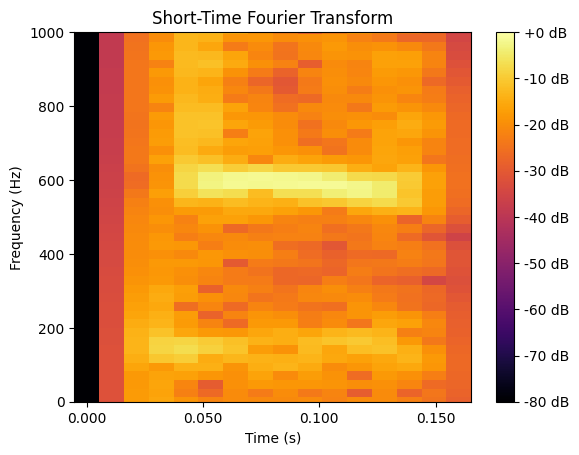 Short-Time Fourier Transform
1000
800
600
400
200
0
Frequency (Hz)
0.000
0.050
0.100
0.150
Time (s)
+0 dB
-10 dB
-20 dB
-30 dB
-40 dB
-50 dB
-60 dB
-70 dB
-80 dB